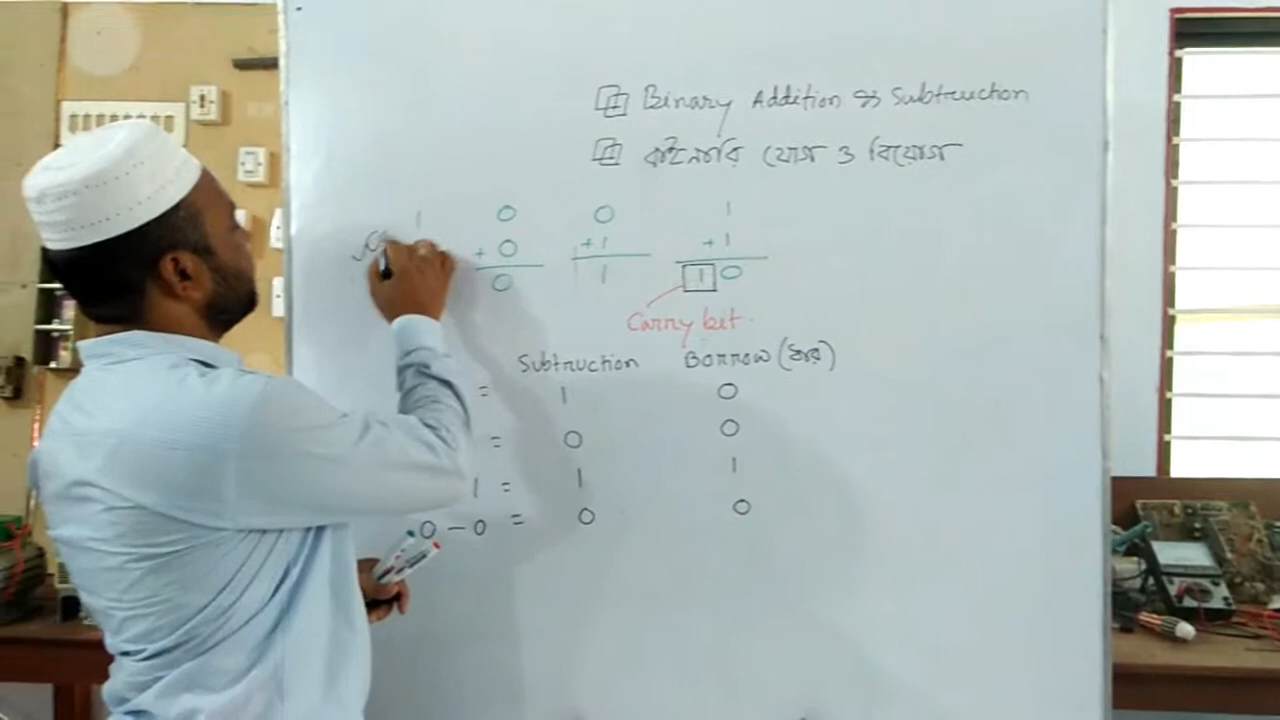 Binary Addition & Subtruction
বাইনারি যোগ ও বিয়োগ
1 0 0 1
+ 0 + 1 + 1
0 1 1 0
Carry bit.
Subtruction Borrow (ধার)
= 1 0
= 0 0
1 = 1 1
0 - 0 = 0 0